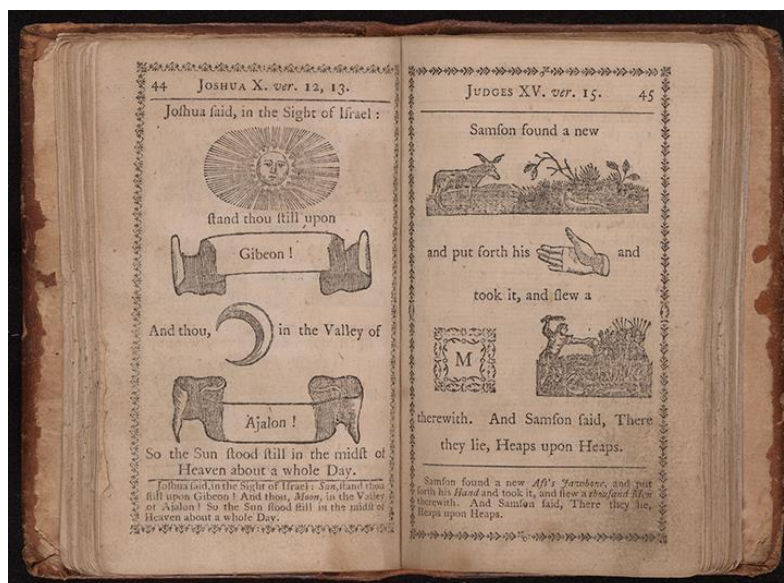 44 JOSHUA X. ver. 12, 13.
Joſhua ſaid, in the Sight of Iſrael :
ſtand thou ſtill upon
Gibeon !
And thou, in the Valley of
Ajalon !
So the Sun ſtood ſtill in the midſt of
Heaven about a whole Day.
Joſhua ſaid, in the Sight of Iſrael : Sun, ſtand thou
ſtill upon Gibeon ! And thou, Moon, in the Valley
of Ajalon ! So the Sun ſtood ſtill in the midſt of
Heaven about a whole Day.
JUDGES XV. ver. 15. 45
Samſon found a new
and put forth his and
took it, and ſlew a
M
therewith. And Samſon ſaid, There
they lie, Heaps upon Heaps.
Samſon found a new Aſs's Jawbone, and put
forth his Hand and took it, and ſlew a thouſand Men
therewith. And Samſon ſaid, There they lie,
Heaps upon Heaps.